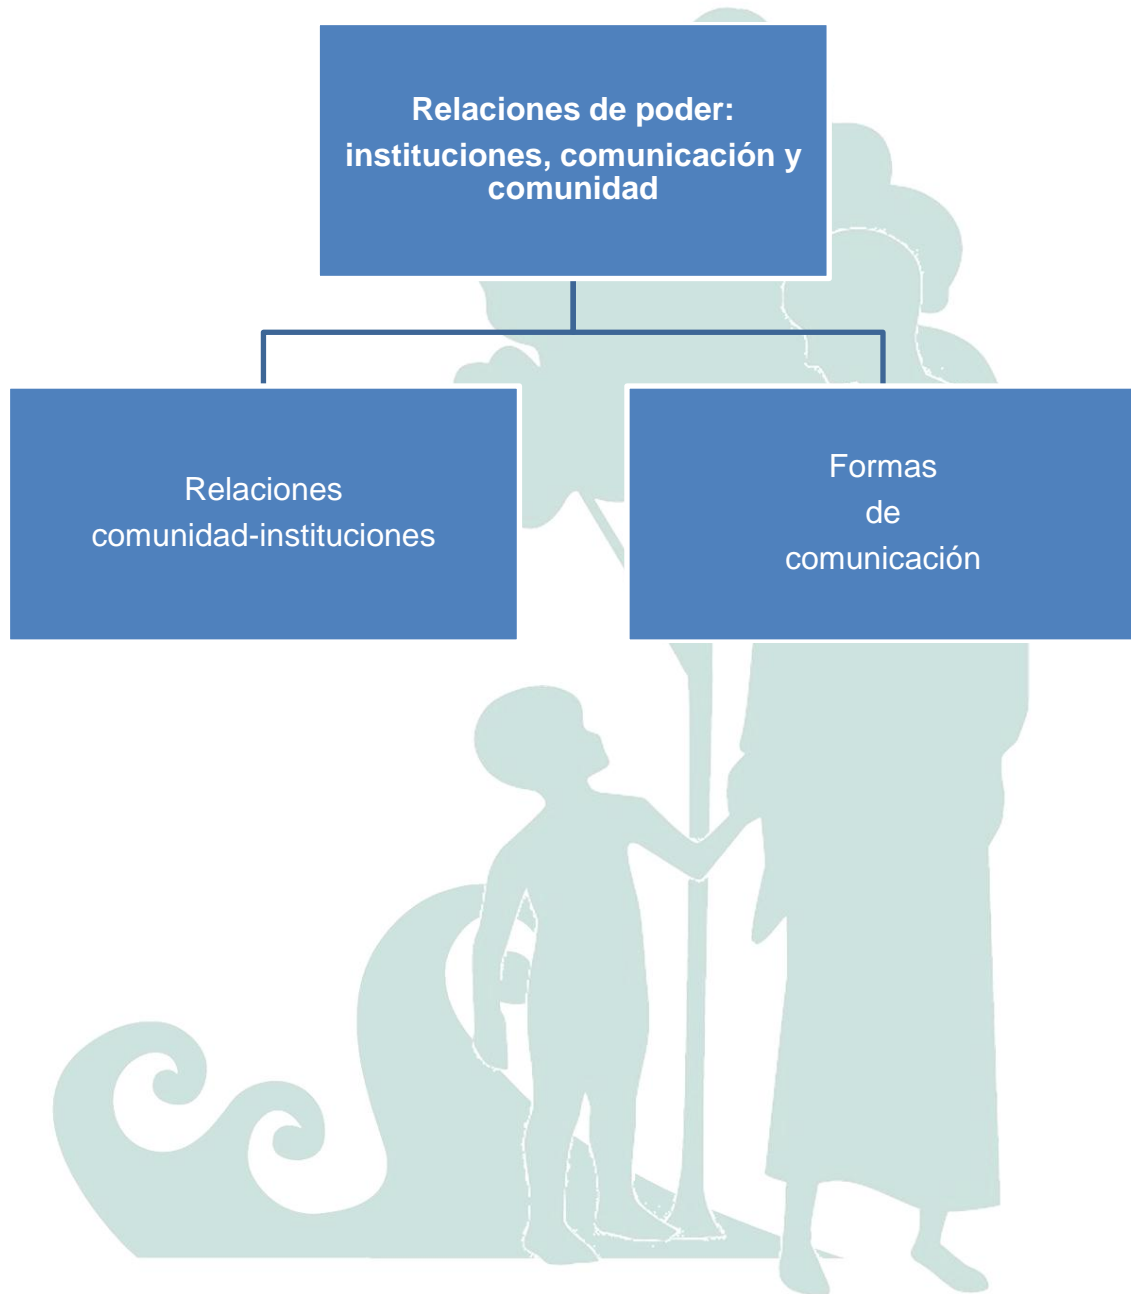 Relaciones de poder:
instituciones, comunicación y
comunidad
Relaciones
comunidad-instituciones
Formas
de
comunicación